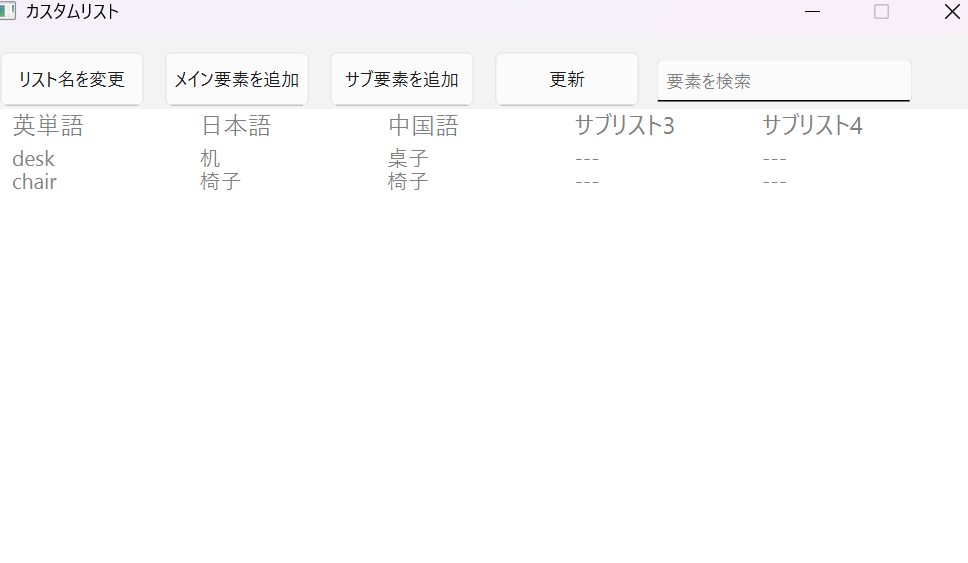 カスタムリスト
リスト名を変更 メイン要素を追加 サブ要素を追加 更新 要素を検索
英単語 日本語 中国語 サブリスト3 サブリスト4
desk 机 桌子 --- ---
chair 椅子 椅子 --- ---